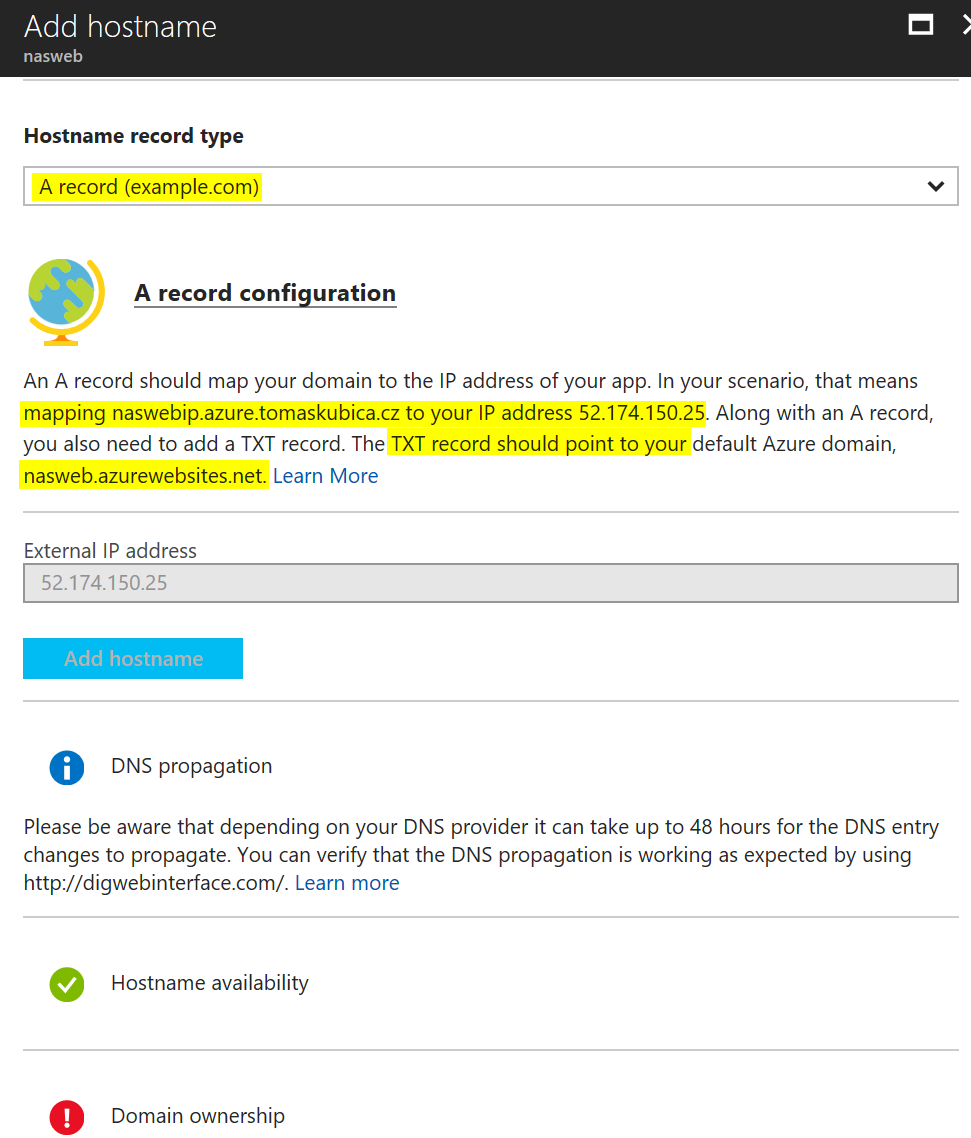 Add hostname
nasweb
Hostname record type
A record (example.com)
A record configuration
An A record should map your domain to the IP address of your app. In your scenario, that means
mapping naswebip.azure.tomaskubica.cz to your IP address 52.174.150.25. Along with an A record,
you also need to add a TXT record. The TXT record should point to your default Azure domain,
nasweb.azurewebsites.net. Learn More
External IP address
52.174.150.25
Add hostname
DNS propagation
Please be aware that depending on your DNS provider it can take up to 48 hours for the DNS entry
changes to propagate. You can verify that the DNS propagation is working as expected by using
http://digwebinterface.com/. Learn more
Hostname availability
Domain ownership